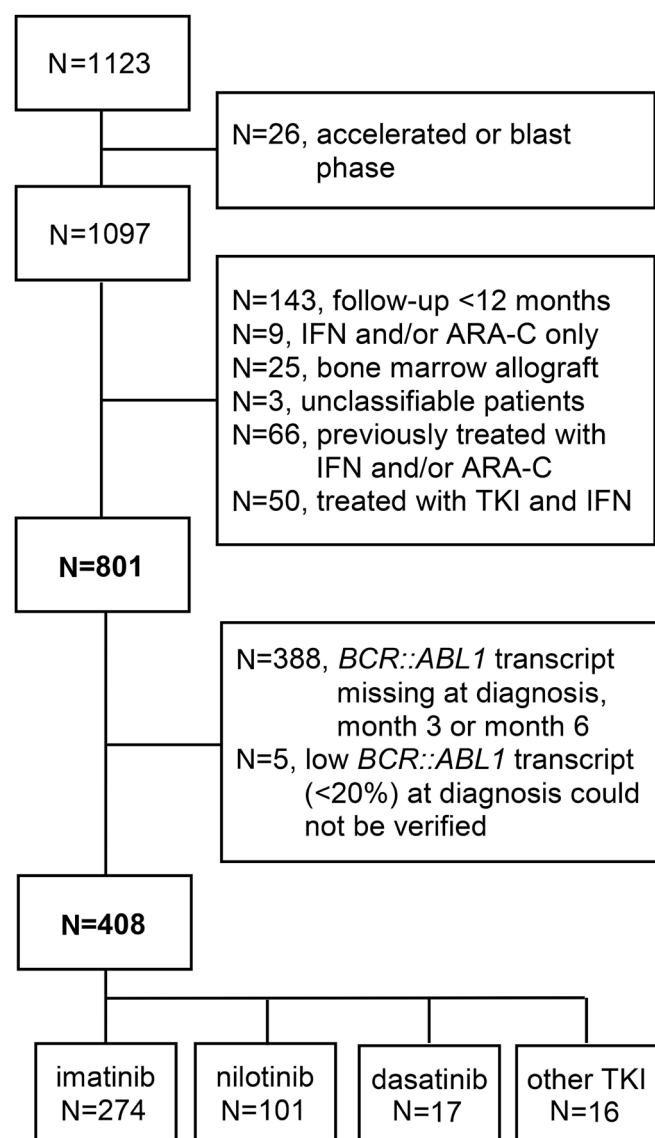 N=1123
N=26, accelerated or blast
phase
N=1097
N=143, follow-up <12 months
N=9, IFN and/or ARA-C only
N=25, bone marrow allograft
N=3, unclassifiable patients
N=66, previously treated with
IFN and/or ARA-C
N=50, treated with TKI and IFN
N=801
N=388, BCR::ABL1 transcript
missing at diagnosis,
month 3 or month 6
N=5, low BCR::ABL1 transcript
(<20%) at diagnosis could
not be verified
N=408
imatinib
N=274
nilotinib
N=101
dasatinib
N=17
other TKI
N=16